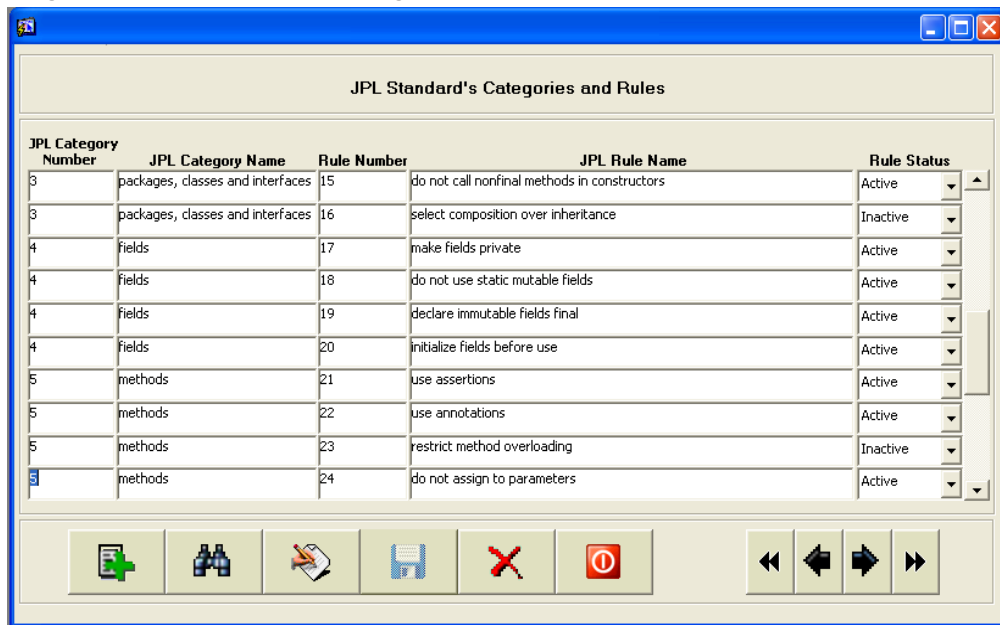 JPL Standard's Categories and Rules
JPL Category Number JPL Category Name Rule Number JPL Rule Name Rule Status
3 packages, classes and interfaces 15 do not call nonfinal methods in constructors Active
3 packages, classes and interfaces 16 select composition over inheritance Inactive
4 fields 17 make fields private Active
4 fields 18 do not use static mutable fields Active
4 fields 19 declare immutable fields final Active
4 fields 20 initialize fields before use Active
5 methods 21 use assertions Active
5 methods 22 use annotations Active
5 methods 23 restrict method overloading Inactive
5 methods 24 do not assign to parameters Active